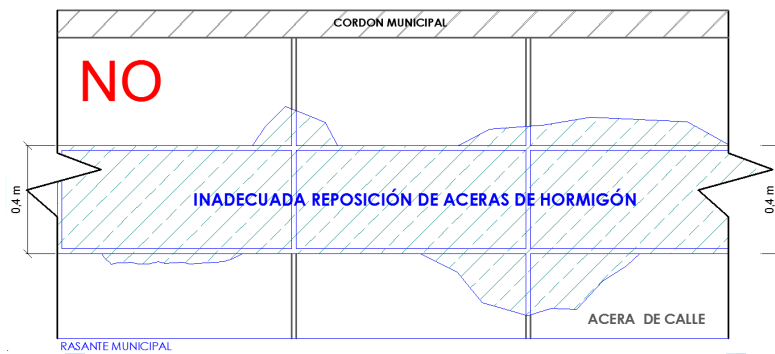 CORDON MUNICIPAL
NO
0,4 m
INADECUADA REPOSICIÓN DE ACERAS DE HORMIGÓN
0,4 m
ACERA DE CALLE
RASANTE MUNICIPAL